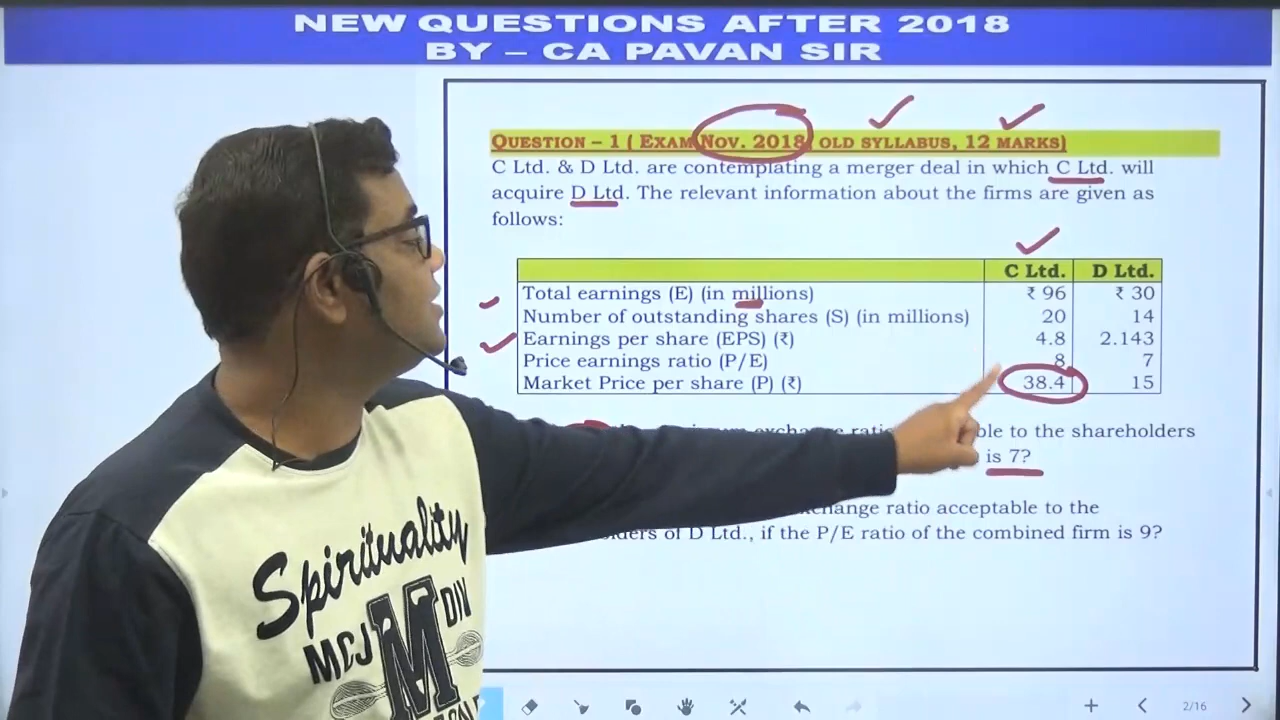 NEW QUESTIONS AFTER 2018
BY – CA PAVAN SIR
QUESTION – 1 ( EXAM NOV. 2018 OLD SYLLABUS, 12 MARKS)
C Ltd. & D Ltd. are contemplating a merger deal in which C Ltd. will
acquire D Ltd. The relevant information about the firms are given as
follows:
C Ltd. D Ltd.
Total earnings (E) (in millions) ₹ 96 ₹ 30
Number of outstanding shares (S) (in millions) 20 14
Earnings per share (EPS) (₹) 4.8 2.143
Price earnings ratio (P/E) 8 7
Market Price per share (P) (₹) 38.4 15
to the shareholders
is 7?
ratio acceptable to the
of D Ltd., if the P/E ratio of the combined firm is 9?
Spirituality
MCJ M DIV
2/16